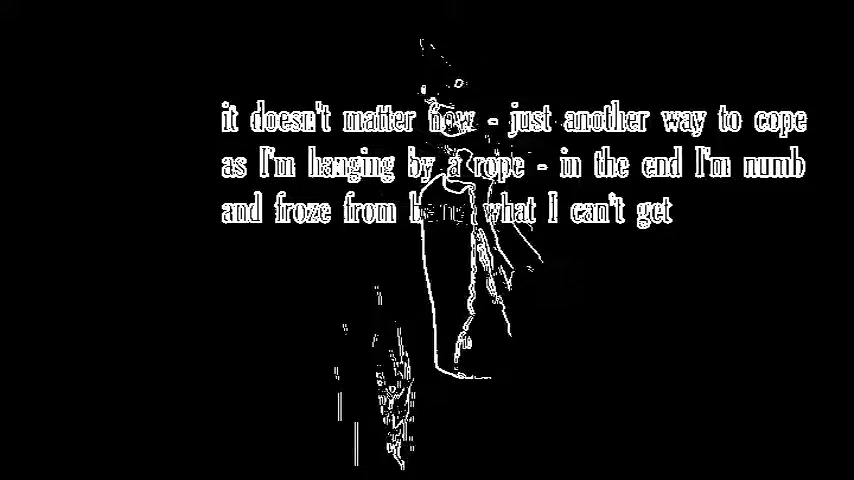 it doesn't matter how - just another way to cope
as I'm hanging by a rope - in the end I'm numb
and froze from being what I can't get